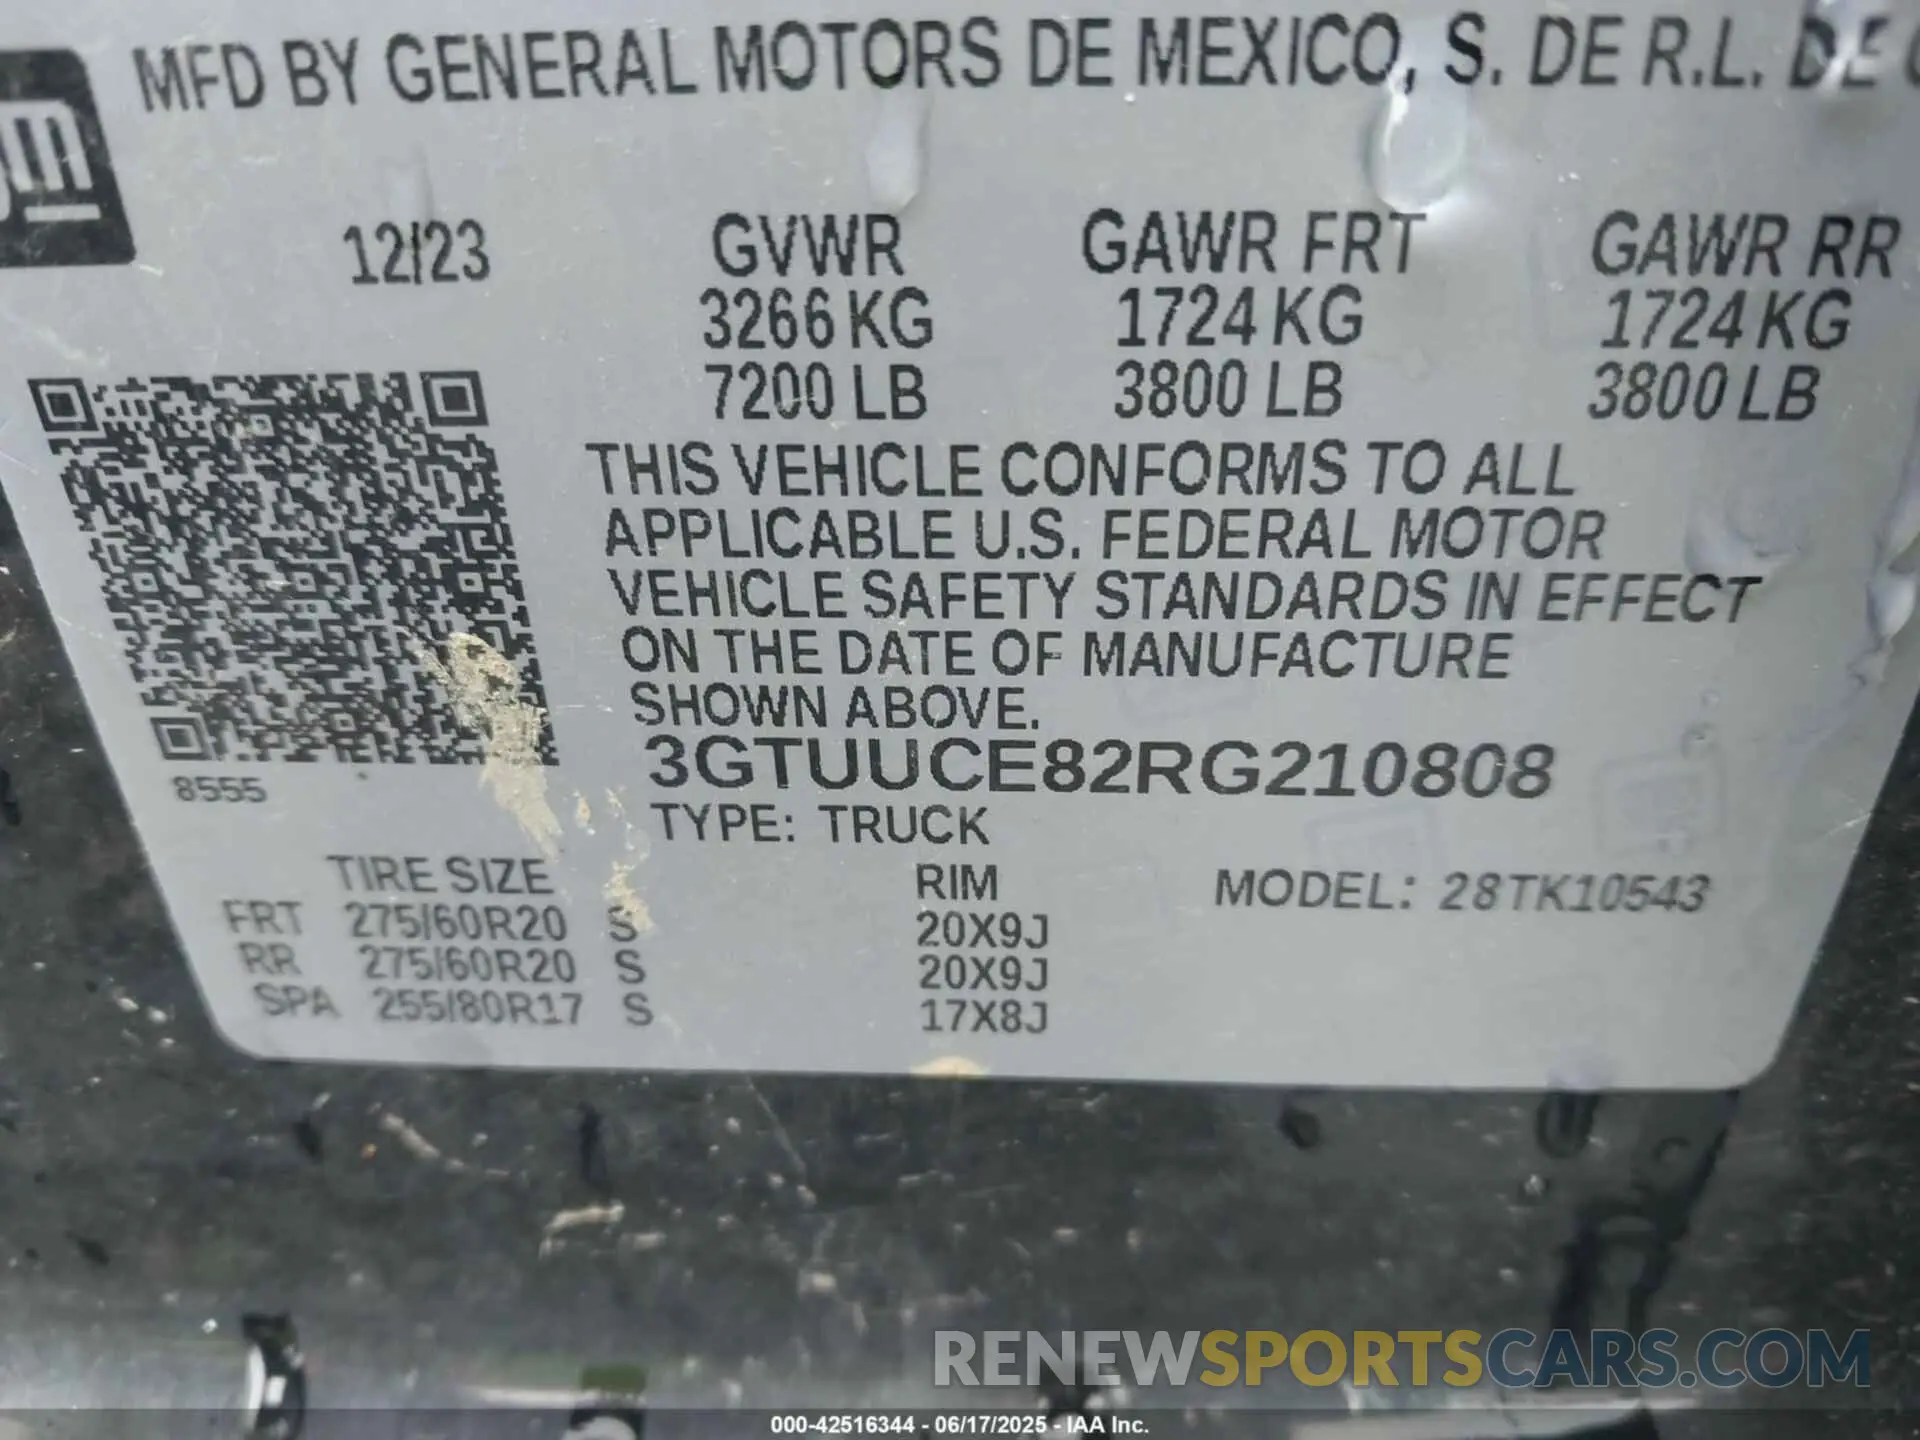 MFD BY GENERAL MOTORS DE MEXICO, S. DE R.L. DE
gm
12/23 GVWR GAWR FRT GAWR RR
3266 KG 1724 KG 1724 KG
7200 LB 3800 LB 3800 LB
THIS VEHICLE CONFORMS TO ALL
APPLICABLE U.S. FEDERAL MOTOR
VEHICLE SAFETY STANDARDS IN EFFECT
ON THE DATE OF MANUFACTURE
SHOWN ABOVE.
3GTUUCE82RG210808
8555
TYPE: TRUCK
TIRE SIZE RIM MODEL: 28TK10543
FRT 275/60R20 S 20X9J
RR 275/60R20 S 20X9J
SPA 255/80R17 S 17X8J
RENEWSPORTSCARS.COM
000-42516344 - 06/17/2025 - IAA Inc.